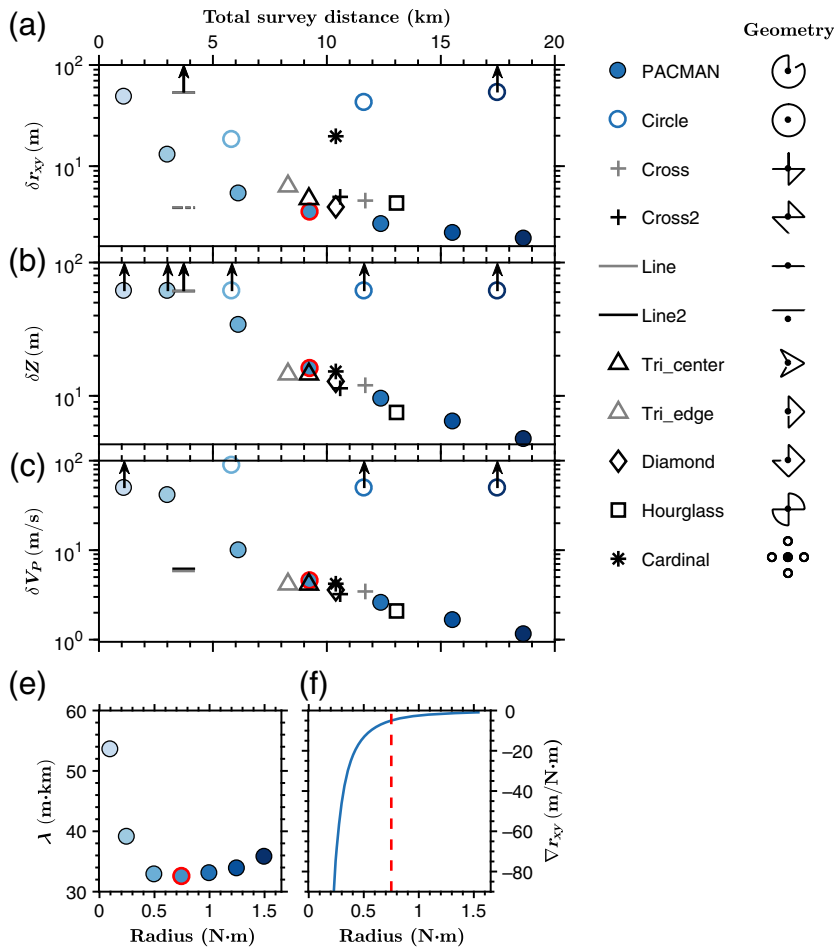 (a)
Total survey distance (km)
0 5 10 15 20
10² 10¹
δr_xy (m)
(b)
10² 10¹
δZ (m)
(c)
10² 10¹ 10⁰
δV_P (m/s)
Geometry
PACMAN
Circle
Cross
Cross2
Line
Line2
Tri_center
Tri_edge
Diamond
Hourglass
Cardinal
(e)
60 50 40 30
λ (m·km)
0 0.5 1.0 1.5
Radius (N·m)
(f)
0 −20 −40 −60 −80
∇r_xy (m/N·m)
0 0.5 1 1.5
Radius (N·m)